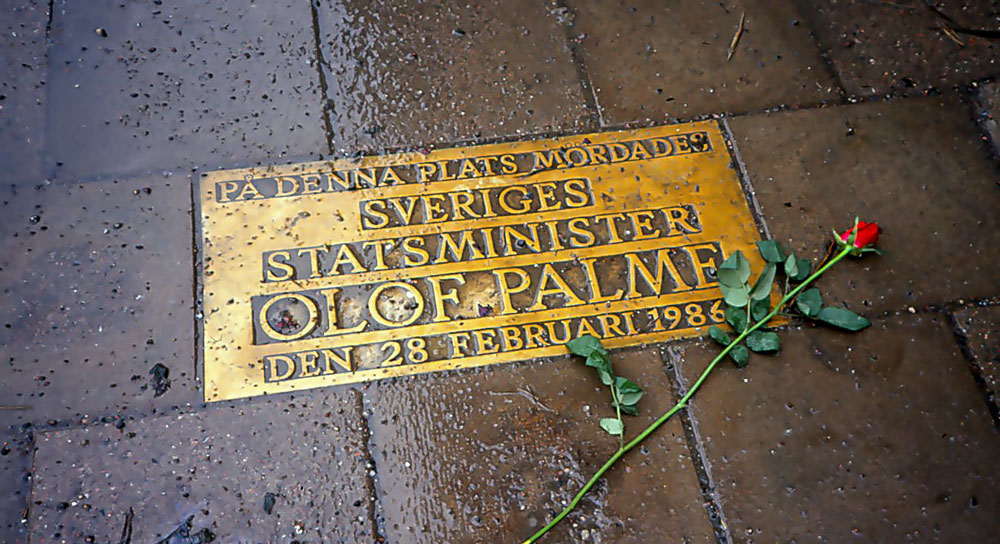 PÅ DENNA PLATS MÖRDADES
SVERIGES
STATSMINISTER
OLOF PALME
DEN 28 FEBRUARI 1986